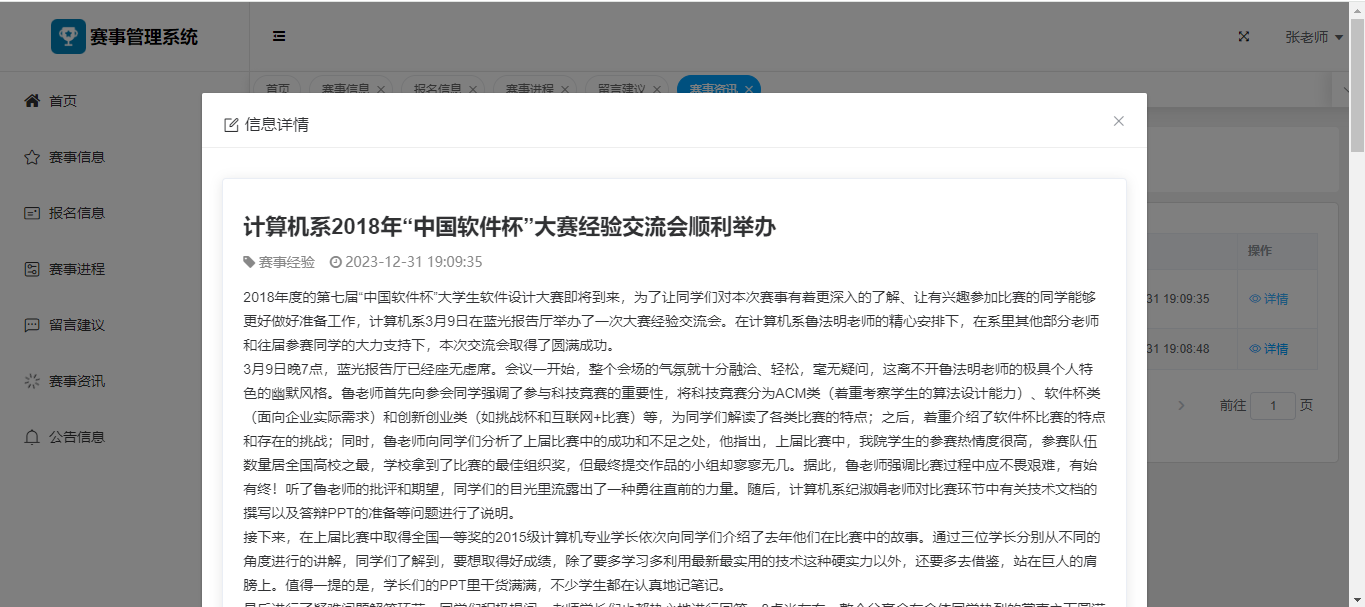 赛事管理系统
张老师
首页
赛事信息
报名信息
赛事进程
留言建议
赛事资讯
首页
赛事信息
报名信息
赛事进程
留言建议
赛事资讯
公告信息
信息详情
计算机系2018年“中国软件杯”大赛经验交流会顺利举办
赛事经验 2023-12-31 19:09:35
2018年度的第七届“中国软件杯”大学生软件设计大赛即将到来，为了让同学们对本次赛事有着更深入的了解、让有兴趣参加比赛的同学能够
更好做好准备工作，计算机系3月9日在蓝光报告厅举办了一次大赛经验交流会。在计算机系鲁法明老师的精心安排下，在系里其他部分老师
和往届参赛同学的大力支持下，本次交流会取得了圆满成功。
3月9日晚7点，蓝光报告厅已经座无虚席。会议一开始，整个会场的气氛就十分融洽、轻松，毫无疑问，这离不开鲁法明老师的极具个人特
色的幽默风格。鲁老师首先向参会同学强调了参与科技竞赛的重要性，将科技竞赛分为ACM类（着重考察学生的算法设计能力）、软件杯类
（面向企业实际需求）和创新创业类（如挑战杯和互联网+比赛）等，为同学们解读了各类比赛的特点；之后，着重介绍了软件杯比赛的特点
和存在的挑战；同时，鲁老师向同学们分析了上届比赛中的成功和不足之处，他指出，上届比赛中，我院学生的参赛热情度很高，参赛队伍
数量居全国高校之最，学校拿到了比赛的最佳组织奖，但最终提交作品的小组却寥寥无几。据此，鲁老师强调比赛过程中应不畏艰难，有始
有终！听了鲁老师的批评和期望，同学们的目光里流露出了一种勇往直前的力量。随后，计算机系纪淑娟老师对比赛环节中有关技术文档的
撰写以及答辩PPT的准备等问题进行了说明。
接下来，在上届比赛中取得全国一等奖的2015级计算机专业学长依次向同学们介绍了去年他们在比赛中的故事。通过三位学长分别从不同的
角度进行的讲解，同学们了解到，要想取得好成绩，除了要多学习多利用最新最实用的技术这种硬实力以外，还要多去借鉴，站在巨人的肩
膀上。值得一提的是，学长们的PPT里干货满满，不少学生都在认真地记笔记。
操作
31 19:09:35 详情
31 19:08:48 详情
前往 1 页